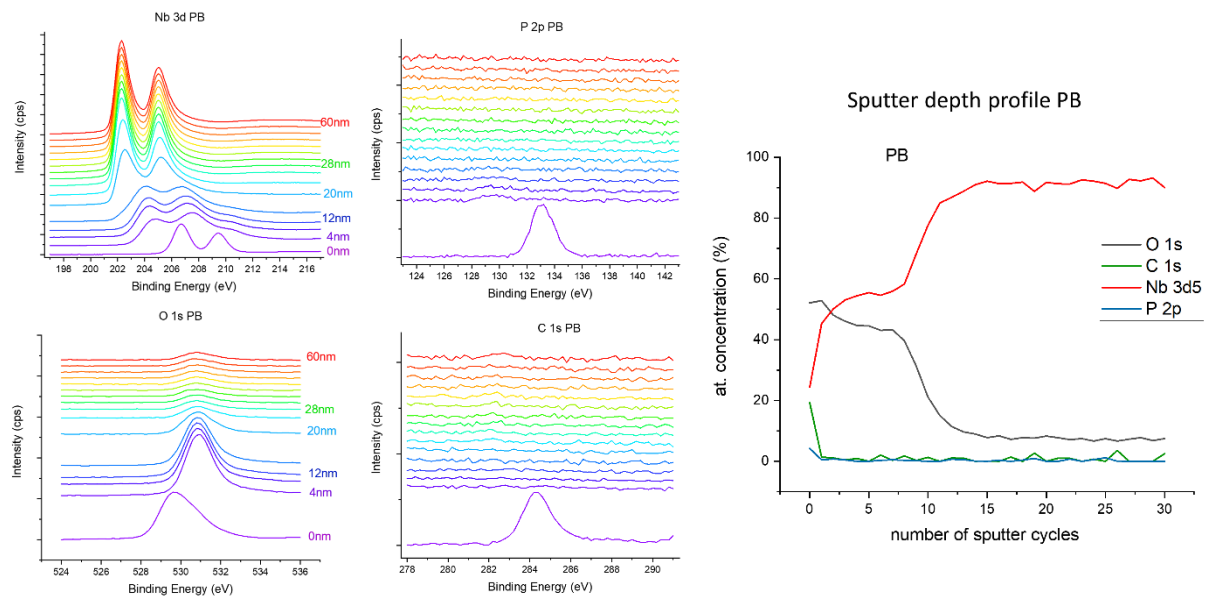 Nb 3d PB
Intensity (cps)
60nm
28nm
20nm
12nm
4nm
0nm
198 200 202 204 206 208 210 212 214 216
Binding Energy (eV)
P 2p PB
Intensity (cps)
124 126 128 130 132 134 136 138 140 142
Binding Energy (eV)
O 1s PB
Intensity (cps)
60nm
28nm
20nm
12nm
4nm
0nm
524 526 528 530 532 534 536
Binding Energy (eV)
C 1s PB
Intensity (cps)
278 280 282 284 286 288 290
Binding Energy (eV)
Sputter depth profile PB
PB
at. concentration (%)
100
80
60
40
20
0
0 5 10 15 20 25 30
number of sputter cycles
O 1s
C 1s
Nb 3d5
P 2p